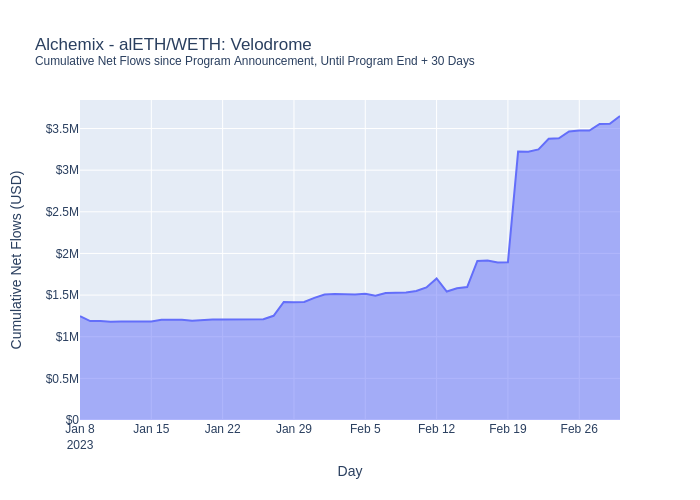 Alchemix - alETH/WETH: Velodrome
Cumulative Net Flows since Program Announcement, Until Program End + 30 Days
Cumulative Net Flows (USD)
$3.5M
$3M
$2.5M
$2M
$1.5M
$1M
$0.5M
$0
Jan 8 Jan 15 Jan 22 Jan 29 Feb 5 Feb 12 Feb 19 Feb 26
2023
Day